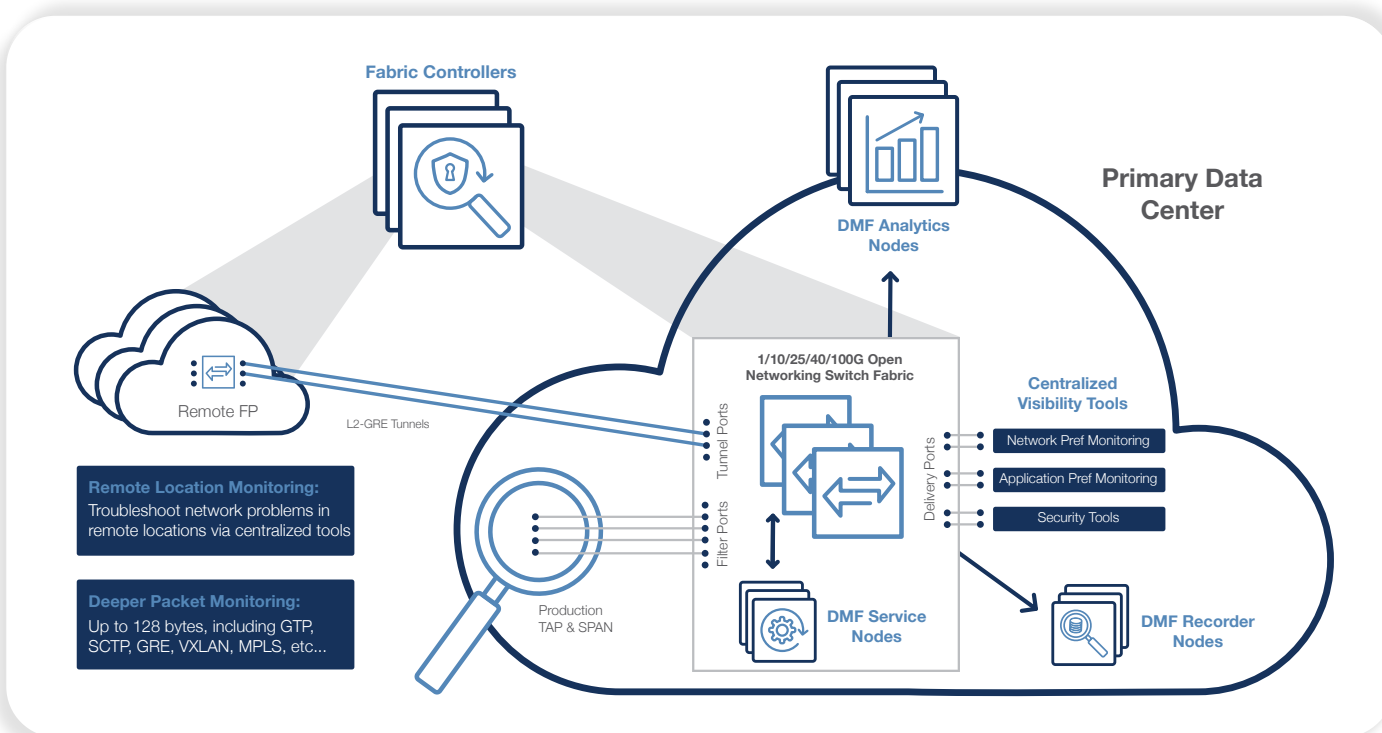 Fabric Controllers
Primary Data
Center
DMF Analytics
Nodes
1/10/25/40/100G Open
Networking Switch Fabric
Centralized
Visibility Tools
Remote FP
L2-GRE Tunnels
Tunnel Ports
Delivery Ports
Network Pref Monitoring
Application Pref Monitoring
Security Tools
Remote Location Monitoring:
Troubleshoot network problems in
remote locations via centralized tools
Filter Ports
Deeper Packet Monitoring:
Up to 128 bytes, including GTP,
SCTP, GRE, VXLAN, MPLS, etc...
Production
TAP & SPAN
DMF Service
Nodes
DMF Recorder
Nodes